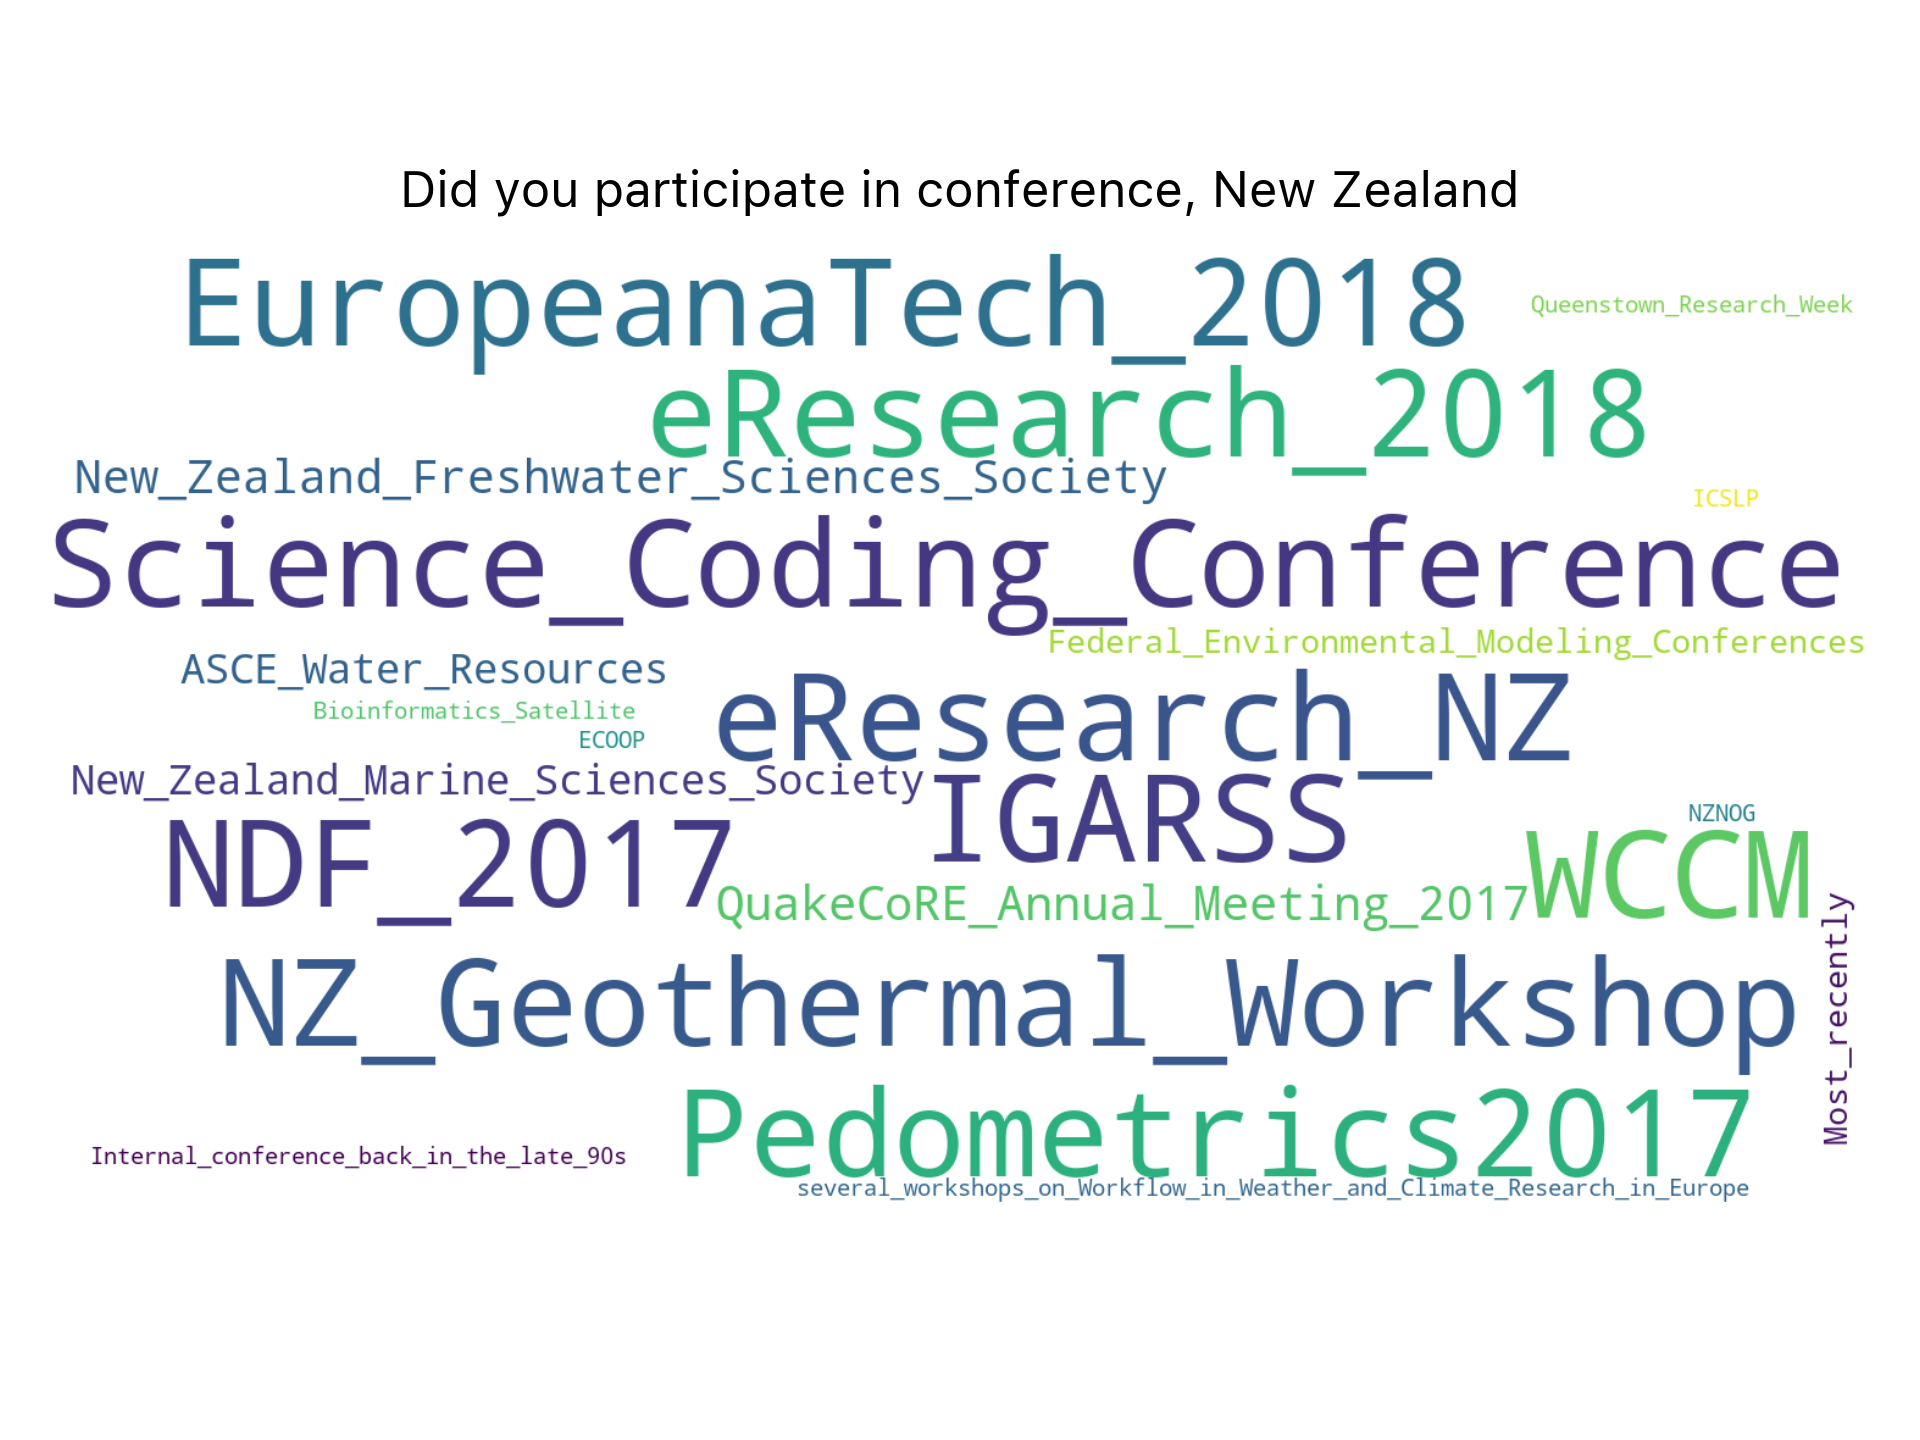 Did you participate in conference, New Zealand
EuropeanaTech_2018
Queenstown_Research_Week
eResearch_2018
New_Zealand_Freshwater_Sciences_Society
ICSLP
Science_Coding_Conference
Federal_Environmental_Modeling_Conferences
ASCE_Water_Resources
eResearch_NZ
Bioinformatics_Satellite
ECOOP
New_Zealand_Marine_Sciences_Society
IGARSS
NZNOG
NDF_2017
WCCM
QuakeCoRE_Annual_Meeting_2017
Most_recently
NZ_Geothermal_Workshop
Pedometrics2017
Internal_conference_back_in_the_late_90s
several_workshops_on_Workflow_in_Weather_and_Climate_Research_in_Europe